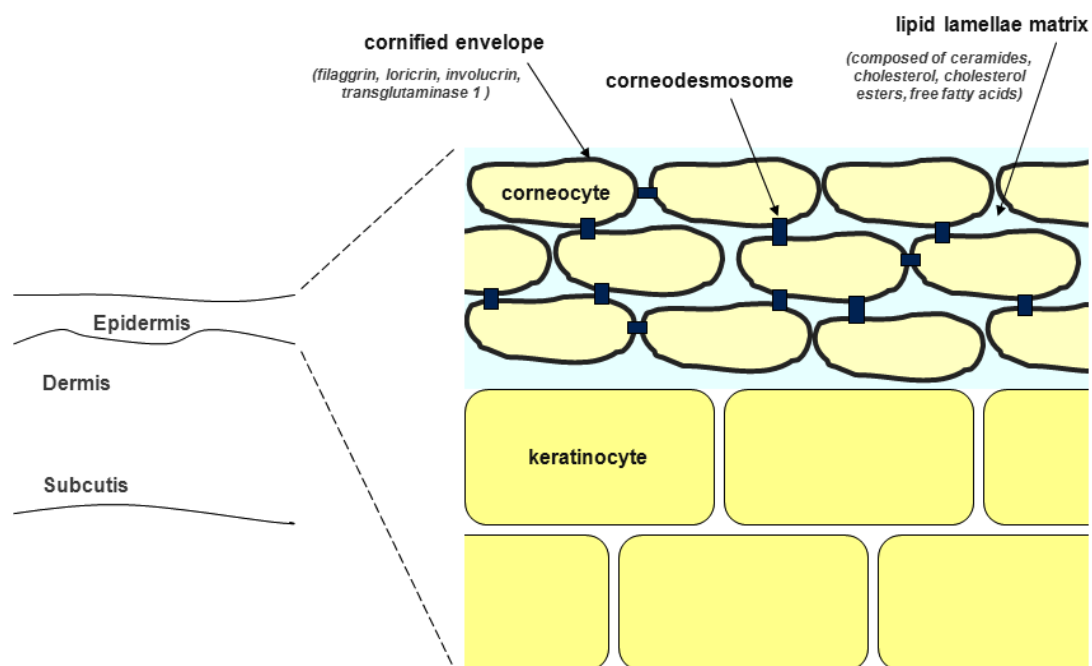 lipid lamellae matrix
(composed of ceramides,
cholesterol, cholesterol
esters, free fatty acids)
cornified envelope
(filaggrin, loricrin, involucrin,
transglutaminase 1 )
corneodesmosome
corneocyte
Epidermis
Dermis
keratinocyte
Subcutis